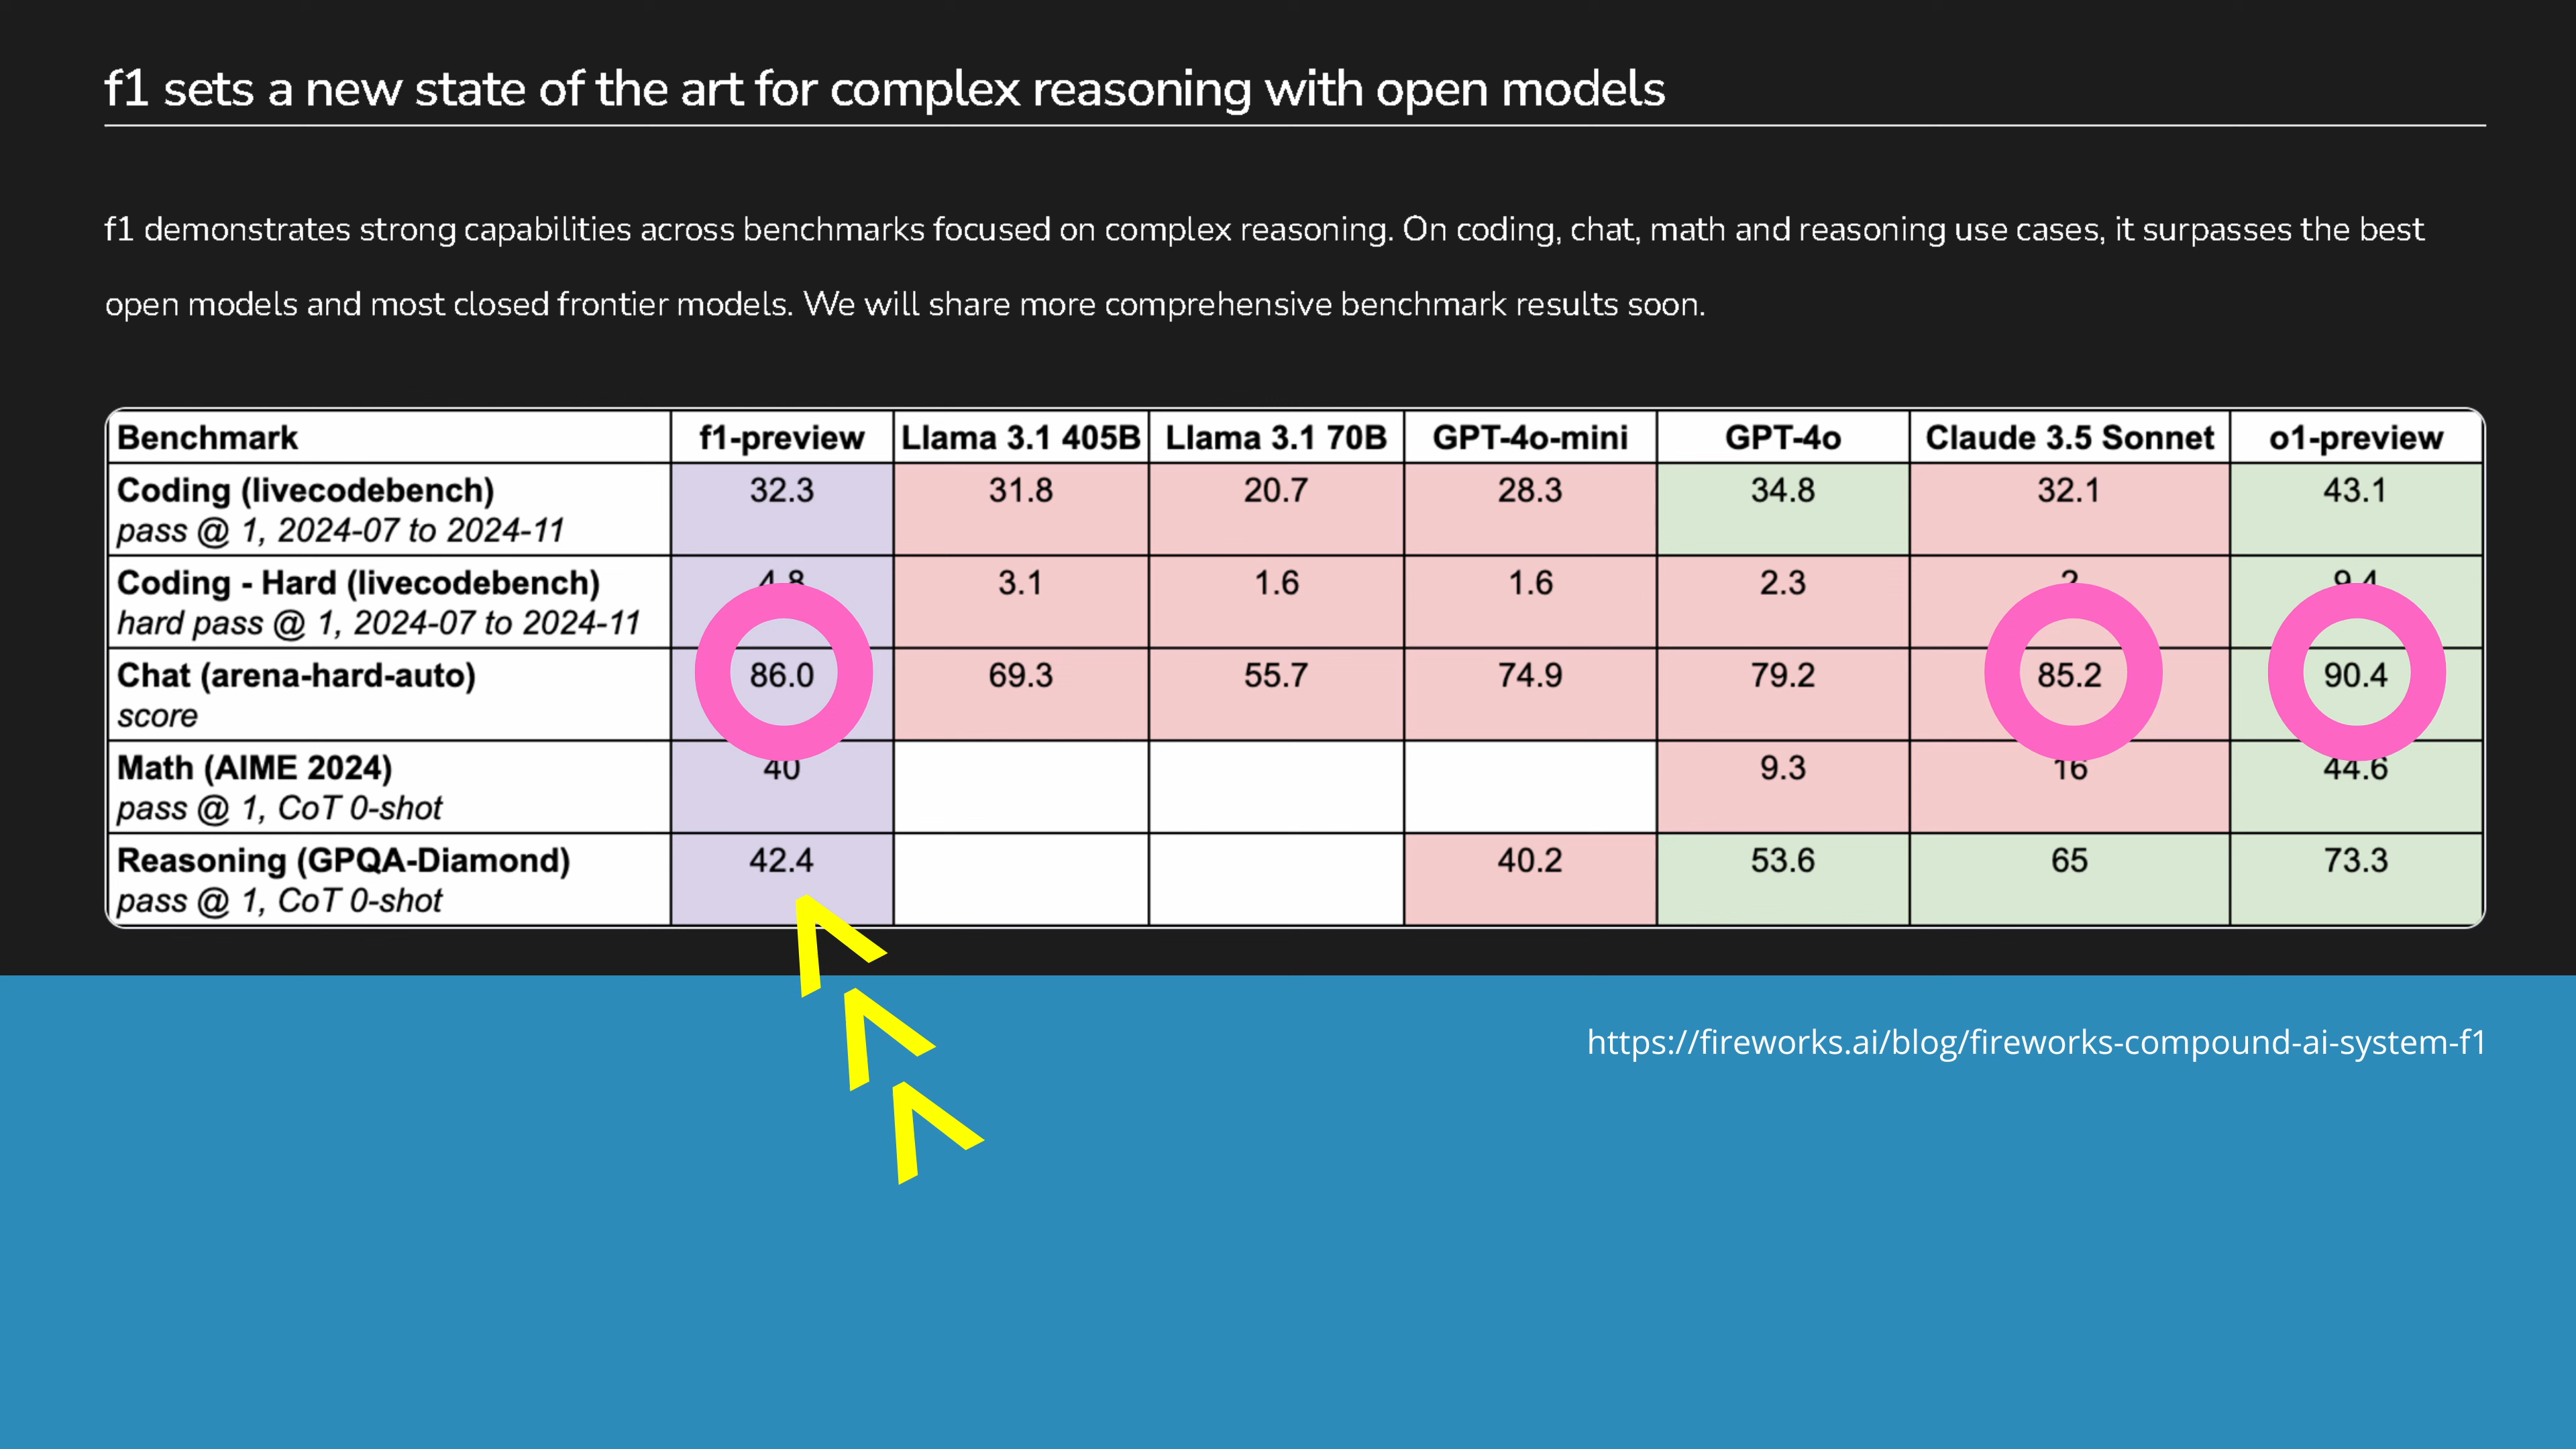 f1 sets a new state of the art for complex reasoning with open models
f1 demonstrates strong capabilities across benchmarks focused on complex reasoning. On coding, chat, math and reasoning use cases, it surpasses the best
open models and most closed frontier models. We will share more comprehensive benchmark results soon.
Benchmark f1-preview Llama 3.1 405B Llama 3.1 70B GPT-4o-mini GPT-4o Claude 3.5 Sonnet o1-preview
Coding (livecodebench) 32.3 31.8 20.7 28.3 34.8 32.1 43.1
pass @ 1, 2024-07 to 2024-11
Coding - Hard (livecodebench) 4.8 3.1 1.6 1.6 2.3 9.4
hard pass @ 1, 2024-07 to 2024-11
Chat (arena-hard-auto) 86.0 69.3 55.7 74.9 79.2 85.2 90.4
score
Math (AIME 2024) 40 9.3 16 44.6
pass @ 1, CoT 0-shot
Reasoning (GPQA-Diamond) 42.4 40.2 53.6 65 73.3
pass @ 1, CoT 0-shot
https://fireworks.ai/blog/fireworks-compound-ai-system-f1